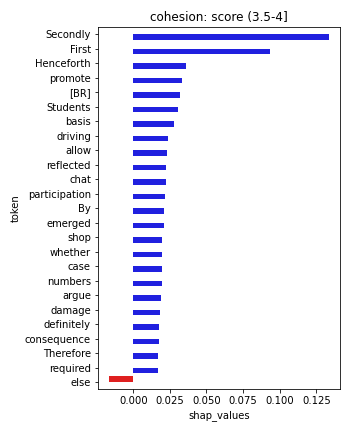 cohesion: score (3.5-4]
Secondly
First
Henceforth
promote
[BR]
Students
basis
driving
allow
reflected
chat
participation
By
emerged
shop
whether
case
numbers
argue
damage
definitely
consequence
Therefore
required
else
token
0.000 0.025 0.050 0.075 0.100 0.125
shap_values